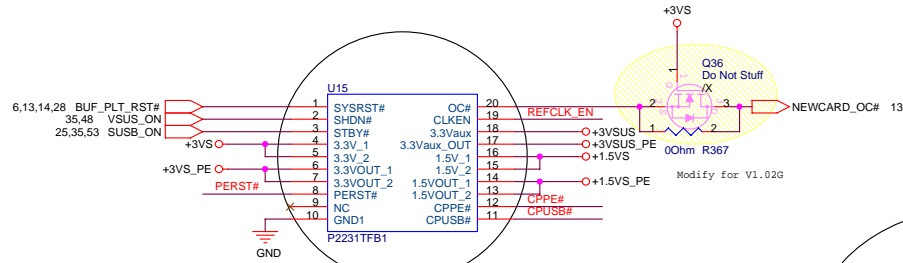 +3VS
U15
Q36
Do Not Stuff
/X
1
G
D
S
6,13,14,28 BUF_PLT_RST#
35,48 VSUS_ON
25,35,53 SUSB_ON
+3VS
+3VS_PE
PERST#
GND
1 SYSRST#
2 SHDN#
3 STBY#
4 3.3V_1
5 3.3V_2
6 3.3VOUT_1
7 3.3VOUT_2
8 PERST#
9 NC
10 GND1
OC# 20
CLKEN 19
3.3Vaux 18
3.3Vaux_OUT 17
1.5V_1 16
1.5V_2 15
1.5VOUT_1 14
1.5VOUT_2 13
CPPE# 12
CPUSB# 11
P2231TFB1
REFCLK_EN
+3VSUS
+3VSUS_PE
+1.5VS
+1.5VS_PE
CPPE#
CPUSB#
2 3
1 2
0Ohm R367
NEWCARD_OC# 13
Modify for V1.02G